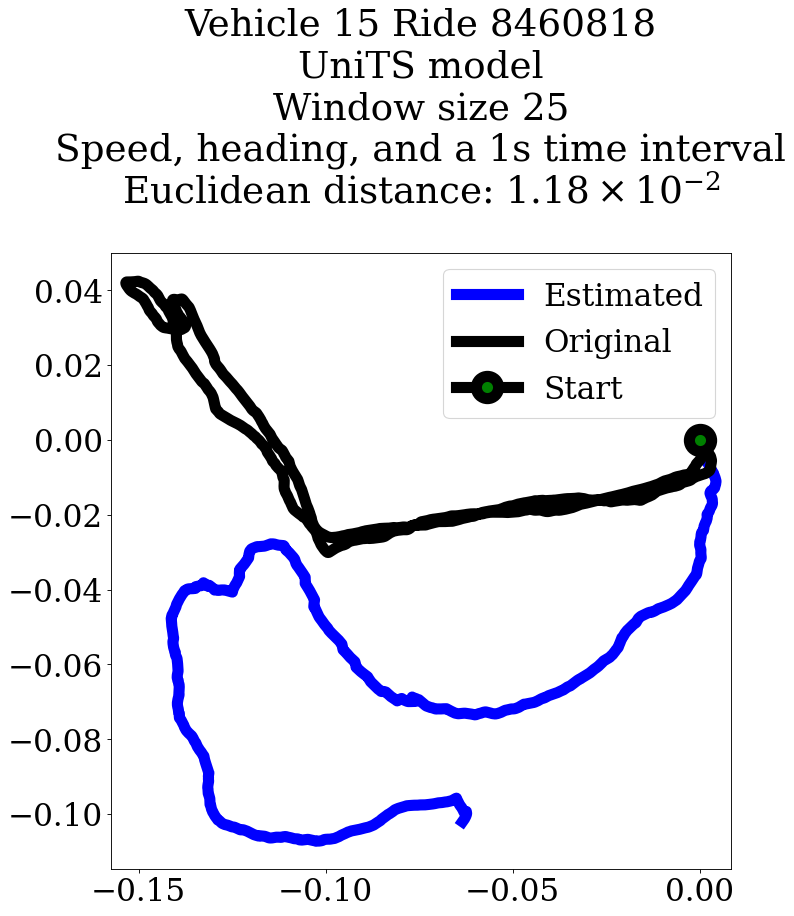 Vehicle 15 Ride 8460818
UniTS model
Window size 25
Speed, heading, and a 1s time interval
Euclidean distance: 1.18 × 10⁻²
Estimated
Original
Start
0.04
0.02
0.00
−0.02
−0.04
−0.06
−0.08
−0.10
−0.15
−0.10
−0.05
0.00